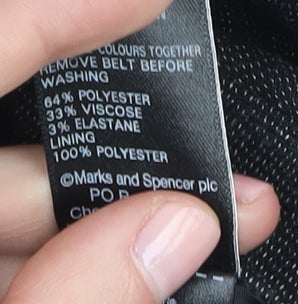 COLOURS TOGETHER
REMOVE BELT BEFORE
WASHING
64% POLYESTER
33% VISCOSE
3% ELASTANE
LINING
100% POLYESTER
©Marks and Spencer plc
PO